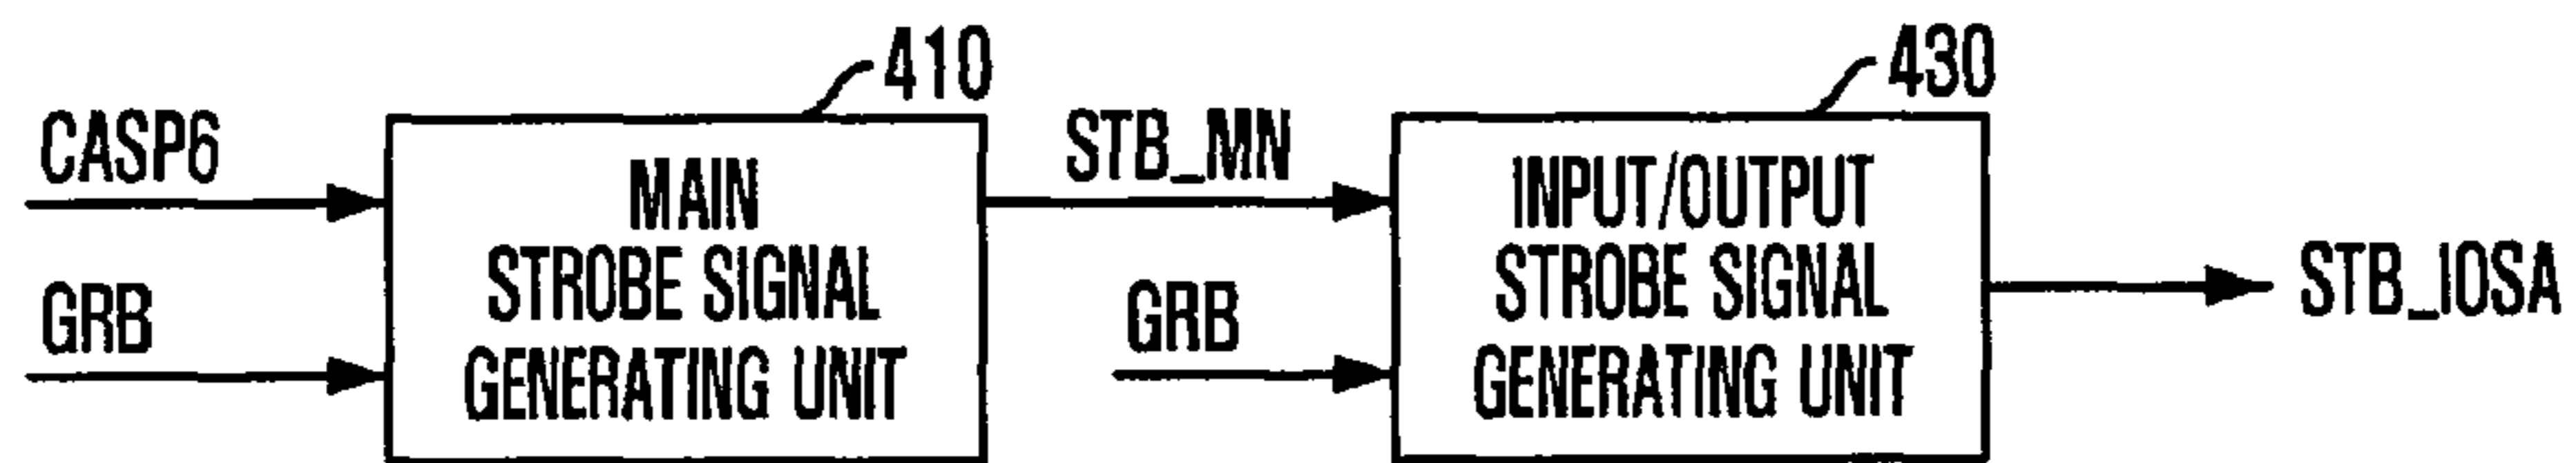 410
430
CASP6
GRB
MAIN
STROBE SIGNAL
GENERATING UNIT
STB_MN
GRB
INPUT/OUTPUT
STROBE SIGNAL
GENERATING UNIT
STB_IOSA